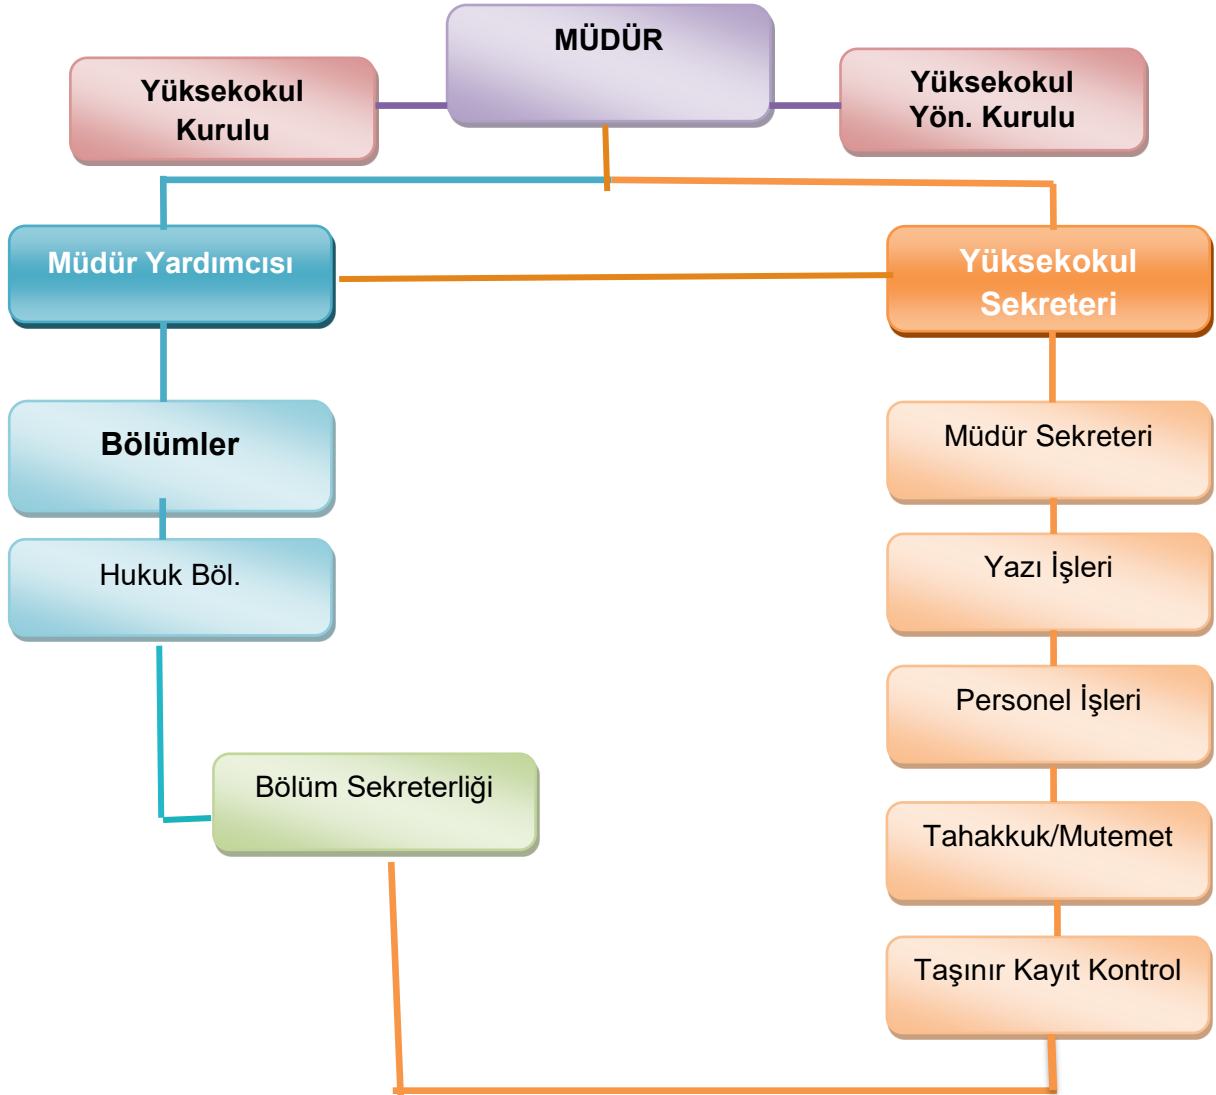 MÜDÜR
Yüksekokul
Kurulu
Yüksekokul
Yön. Kurulu
Müdür Yardımcısı
Yüksekokul
Sekreteri
Bölümler
Müdür Sekreteri
Hukuk Böl.
Yazı İşleri
Personel İşleri
Bölüm Sekreterliği
Tahakkuk/Mutemet
Taşınır Kayıt Kontrol